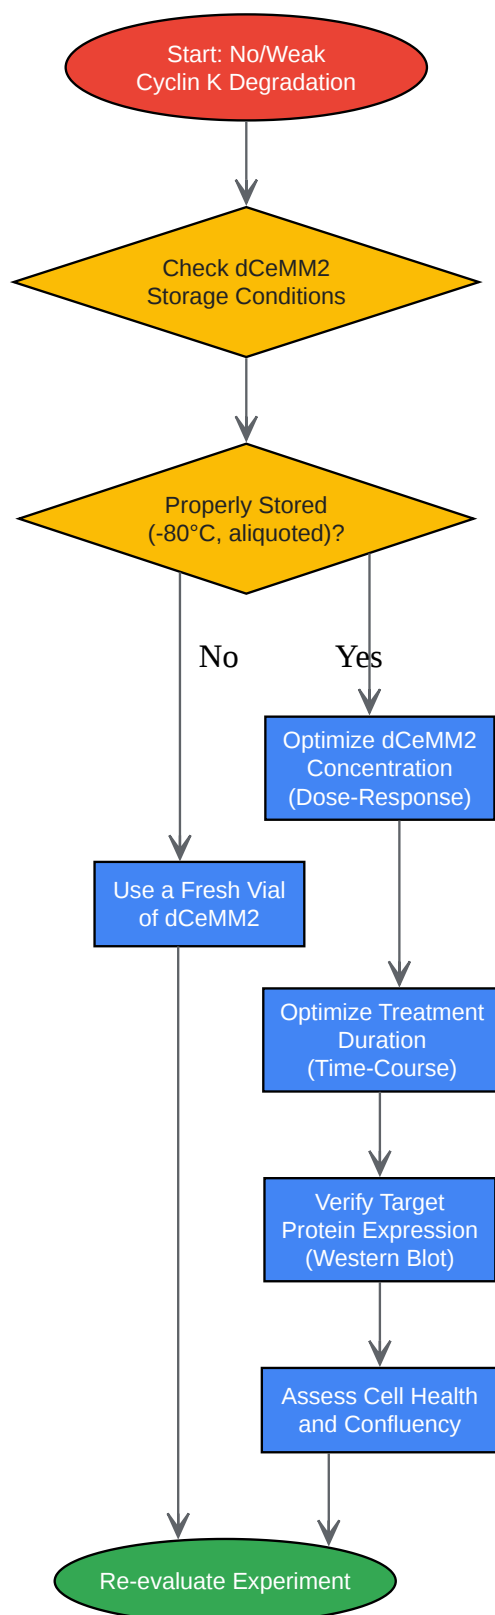 Start: No/Weak
Cyclin K Degradation
Check dCeMM2
Storage Conditions
Properly Stored
(-80°C, aliquoted)?
No
Yes
Optimize dCeMM2
Concentration
(Dose-Response)
Use a Fresh Vial
of dCeMM2
Optimize Treatment
Duration
(Time-Course)
Verify Target
Protein Expression
(Western Blot)
Assess Cell Health
and Confluency
Re-evaluate Experiment